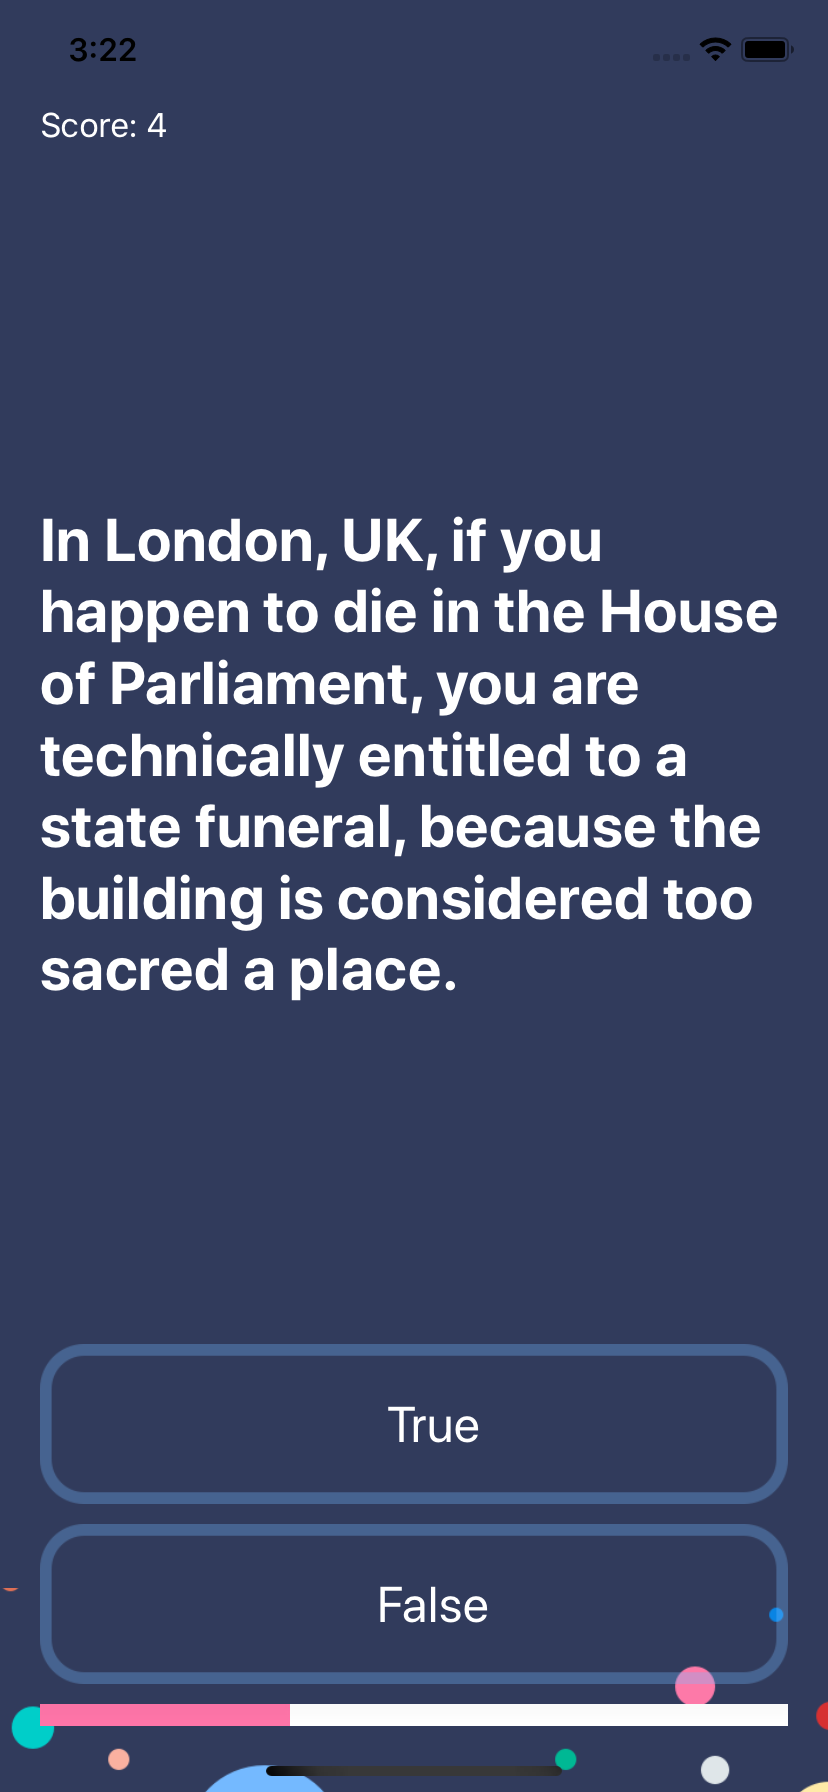 3:22
Score: 4
In London, UK, if you
happen to die in the House
of Parliament, you are
technically entitled to a
state funeral, because the
building is considered too
sacred a place.
True
False